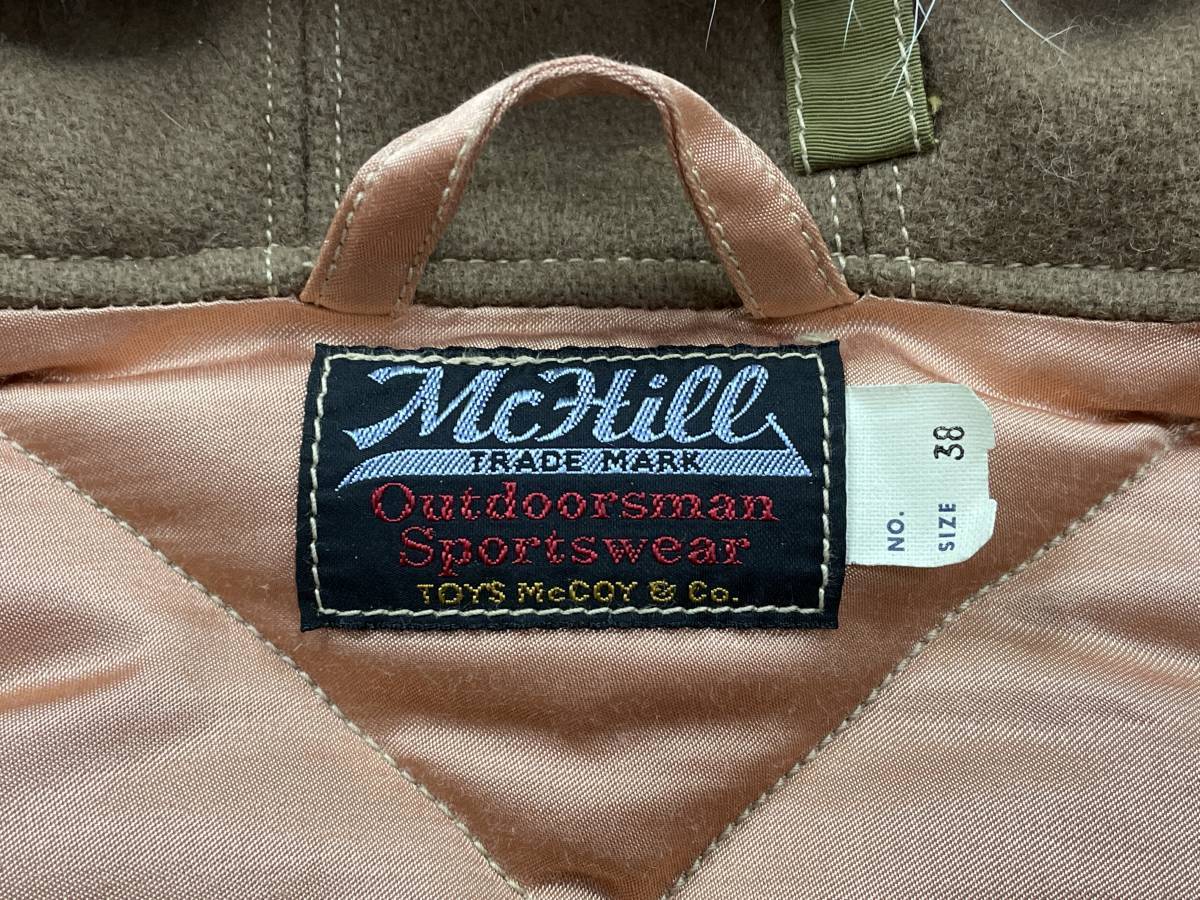 McHill
TRADE MARK
Outdoorsman
Sportswear
TOYS McCOY & Co.
NO.
SIZE 38